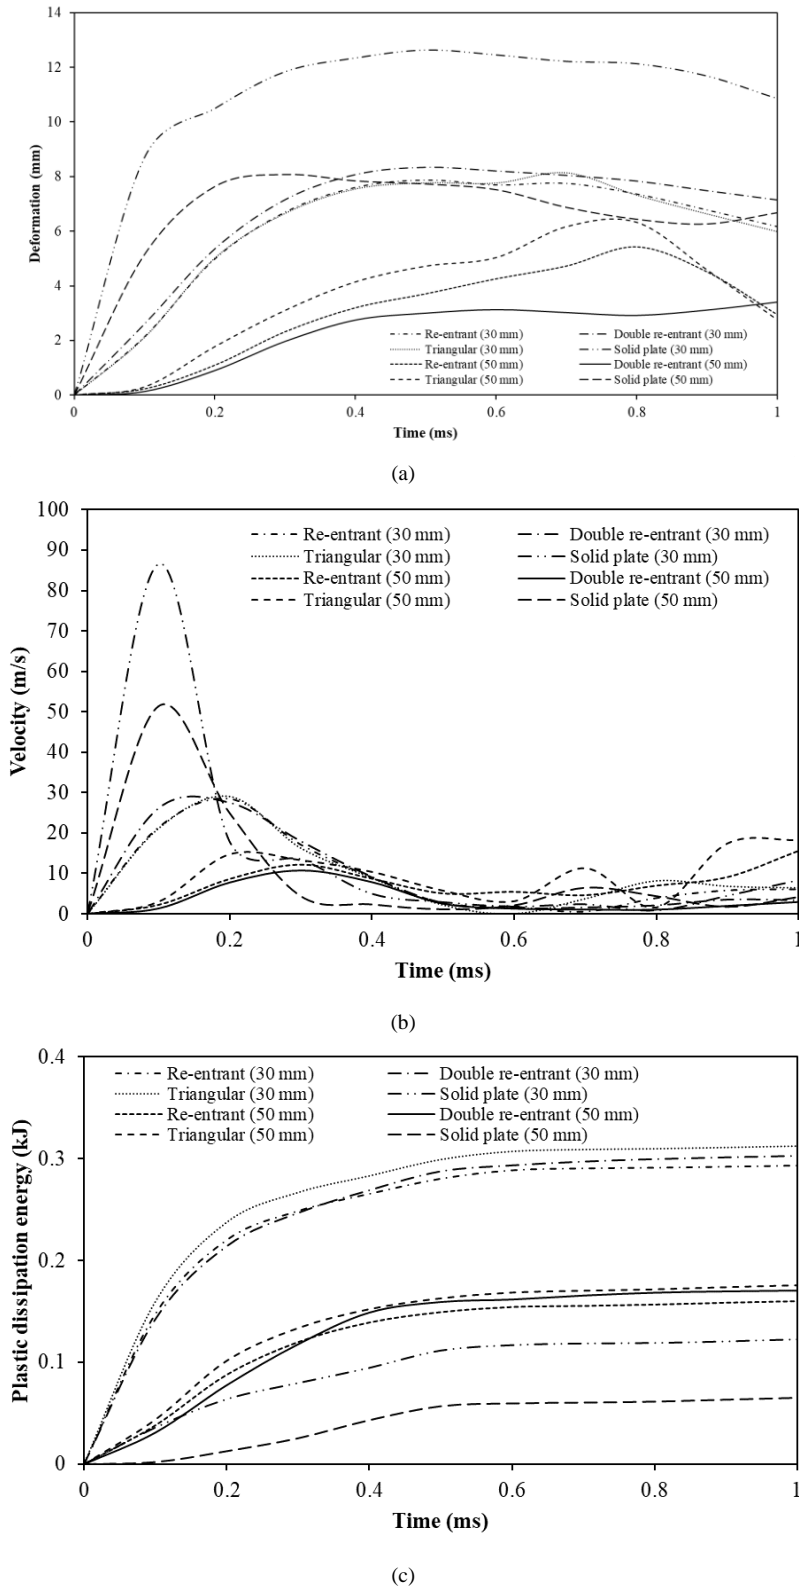 14
12
10
8
6
4
2
0
Deformation (mm)
Re-entrant (30 mm) Double re-entrant (30 mm)
Triangular (30 mm) Solid plate (30 mm)
Re-entrant (50 mm) Double re-entrant (50 mm)
Triangular (50 mm) Solid plate (50 mm)
0 0.2 0.4 0.6 0.8 1
Time (ms)
(a)
100
90
80
70
60
50
40
30
20
10
0
Velocity (m/s)
Re-entrant (30 mm) Double re-entrant (30 mm)
Triangular (30 mm) Solid plate (30 mm)
Re-entrant (50 mm) Double re-entrant (50 mm)
Triangular (50 mm) Solid plate (50 mm)
0 0.2 0.4 0.6 0.8 1
Time (ms)
(b)
0.4
0.3
0.2
0.1
0
Plastic dissipation energy (kJ)
Re-entrant (30 mm) Double re-entrant (30 mm)
Triangular (30 mm) Solid plate (30 mm)
Re-entrant (50 mm) Double re-entrant (50 mm)
Triangular (50 mm) Solid plate (50 mm)
0 0.2 0.4 0.6 0.8 1
Time (ms)
(c)